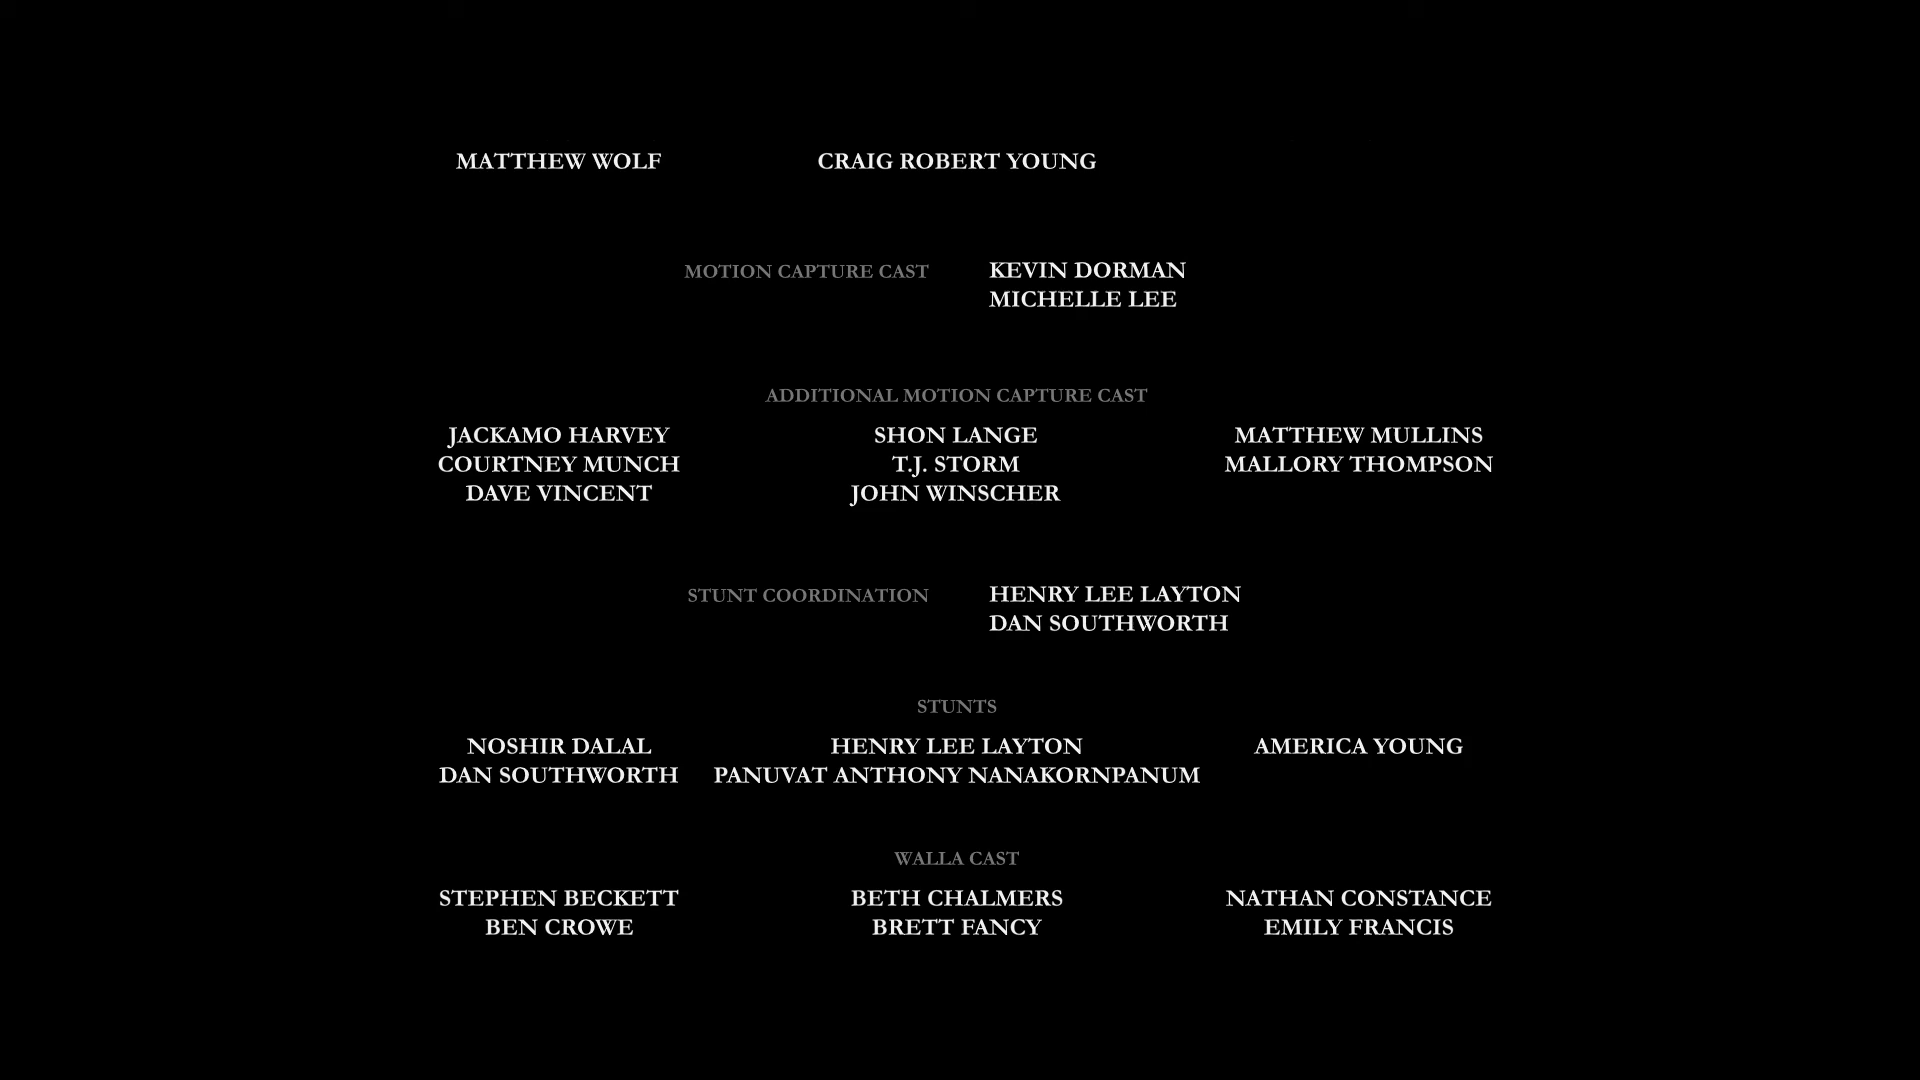 MATTHEW WOLF CRAIG ROBERT YOUNG
MOTION CAPTURE CAST KEVIN DORMAN
MICHELLE LEE
ADDITIONAL MOTION CAPTURE CAST
JACKAMO HARVEY SHON LANGE MATTHEW MULLINS
COURTNEY MUNCH T.J. STORM MALLORY THOMPSON
DAVE VINCENT JOHN WINSCHER
STUNT COORDINATION HENRY LEE LAYTON
DAN SOUTHWORTH
STUNTS
NOSHIR DALAL HENRY LEE LAYTON AMERICA YOUNG
DAN SOUTHWORTH PANUVAT ANTHONY NANAKORNPANUM
WALLA CAST
STEPHEN BECKETT BETH CHALMERS NATHAN CONSTANCE
BEN CROWE BRETT FANCY EMILY FRANCIS